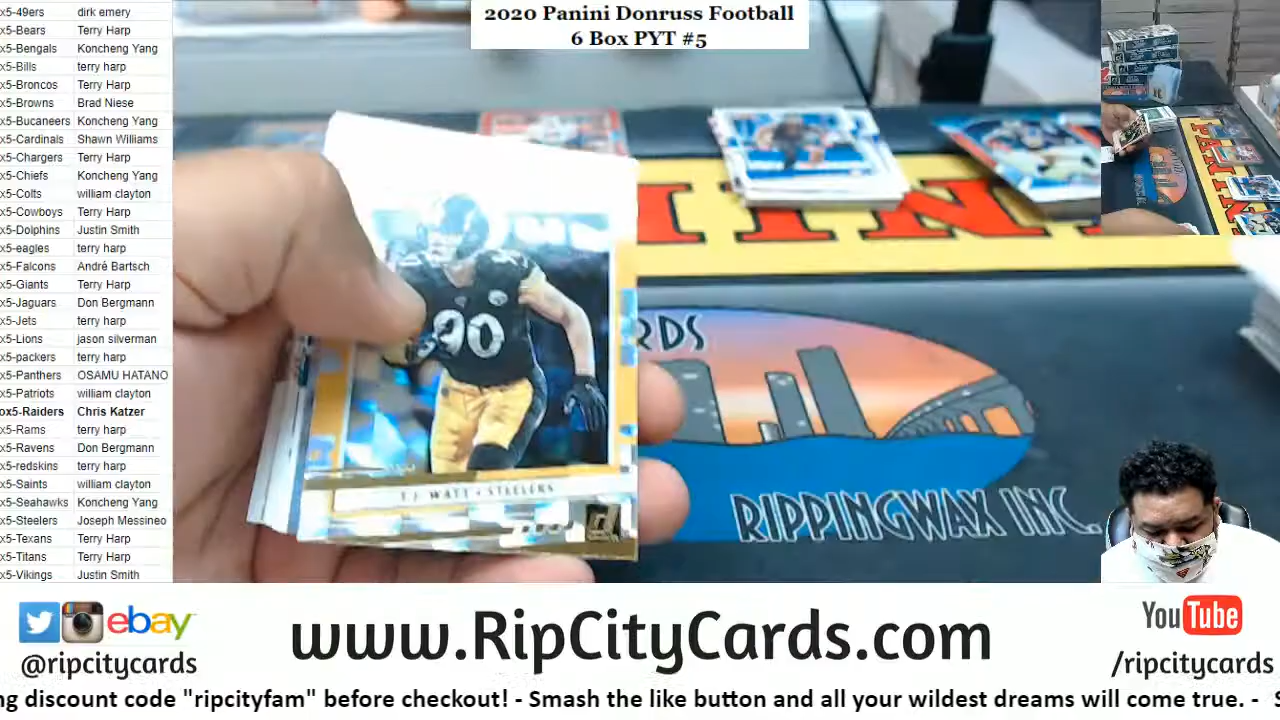 2020 Panini Donruss Football
6 Box PYT #5
x5-49ers dirk emery
x5-Bears Terry Harp
x5-Bengals Koncheng Yang
x5-Bills terry harp
x5-Broncos Terry Harp
x5-Browns Brad Niese
x5-Bucaneers Koncheng Yang
x5-Cardinals Shawn Williams
x5-Chargers Terry Harp
x5-Chiefs Koncheng Yang
x5-Colts william clayton
x5-Cowboys Terry Harp
x5-Dolphins Justin Smith
x5-eagles terry harp
x5-Falcons André Bartsch
x5-Giants Terry Harp
x5-Jaguars Don Bergmann
x5-Jets terry harp
x5-Lions jason silverman
x5-packers terry harp
x5-Panthers OSAMU HATANO
x5-Patriots william clayton
ox5-Raiders Chris Katzer
x5-Rams terry harp
x5-Ravens Don Bergmann
x5-redskins terry harp
x5-Saints william clayton
x5-Seahawks Koncheng Yang
x5-Steelers Joseph Messineo
x5-Texans Terry Harp
x5-Titans Terry Harp
x5-Vikings Justin Smith
90
T.J. WATT • STEELERS
RDS
RIPPINGWAX INC.
PANINI
ebay
@ripcitycards
www.RipCityCards.com
YouTube
/ripcitycards
ng discount code "ripcityfam" before checkout! - Smash the like button and all your wildest dreams will come true. - S